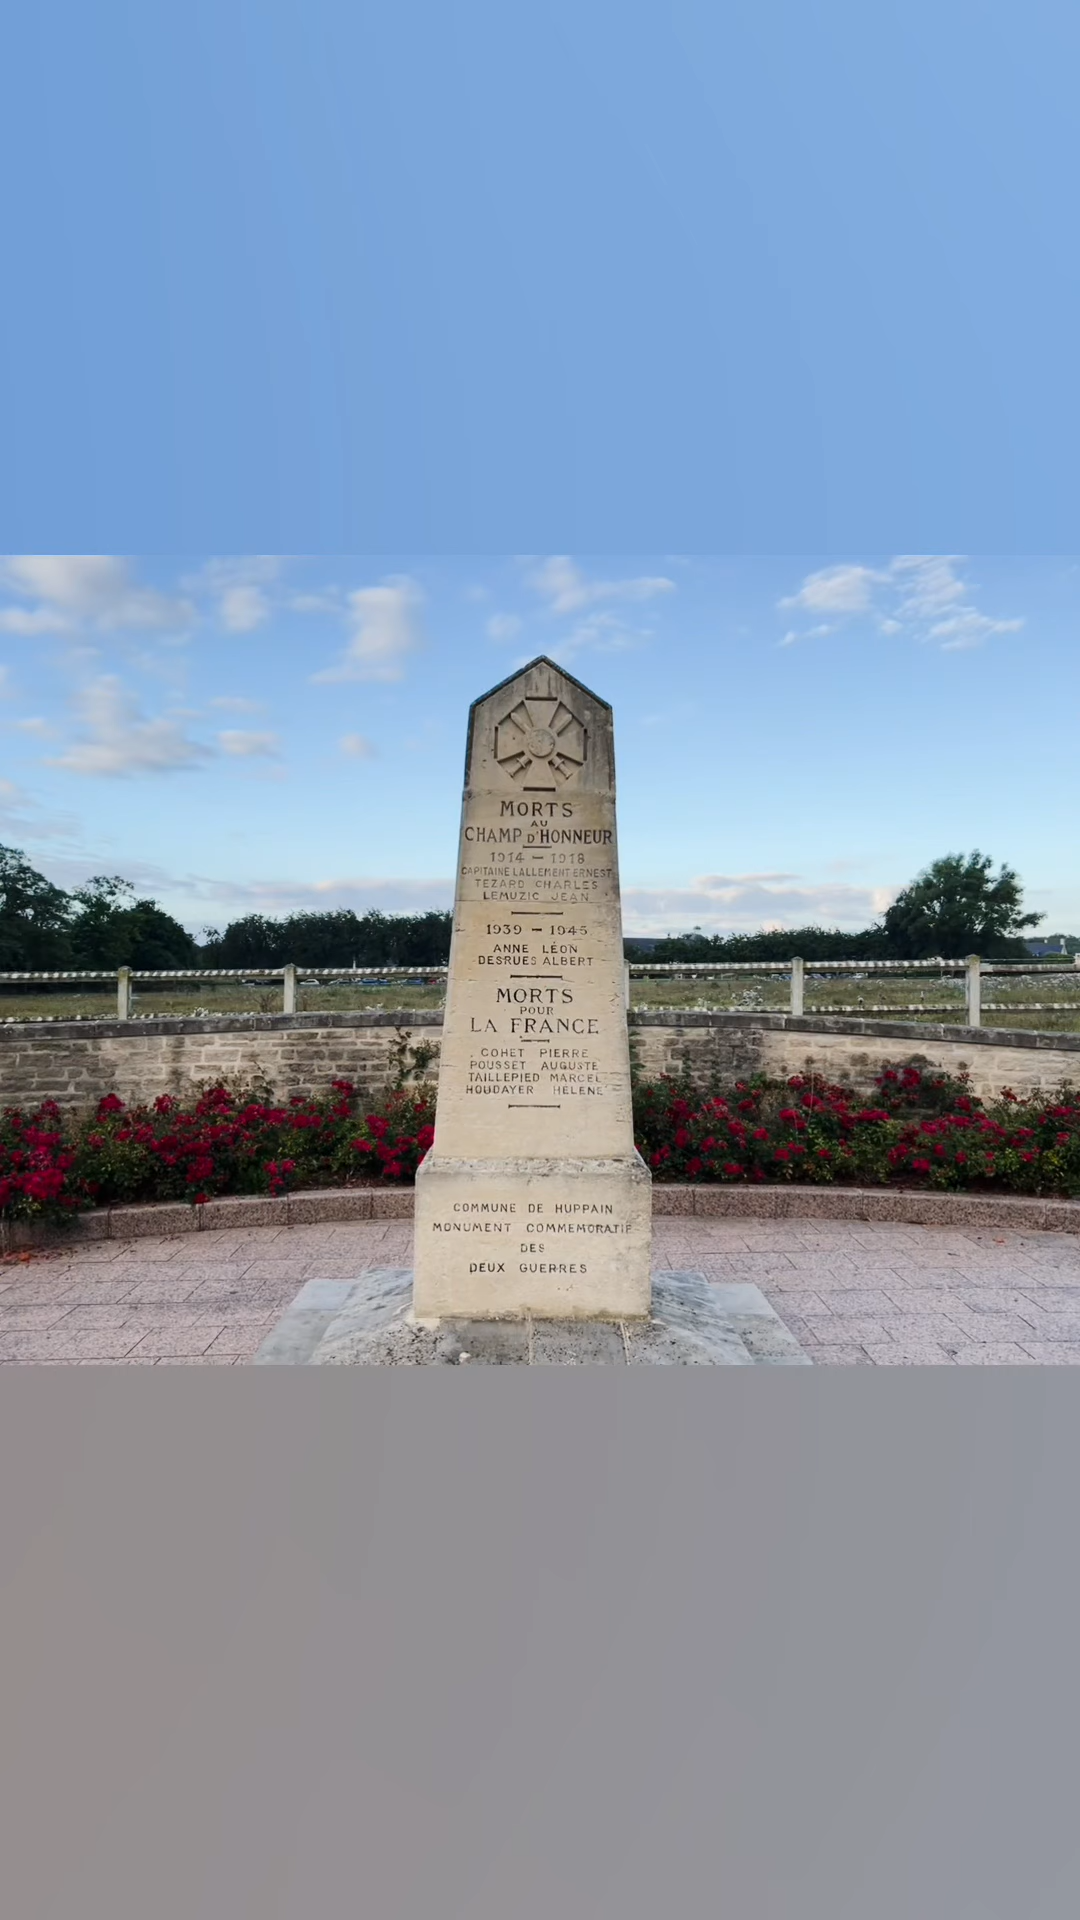 MORTS
AU
CHAMP D'HONNEUR
1914 – 1918
CAPITAINE LALLEMENT ERNEST
TEZARD CHARLES
LEMUZIC JEAN
1939 – 1945
ANNE LÉON
DESRUES ALBERT
MORTS
POUR
LA FRANCE
COHET PIERRE
POUSSET AUGUSTE
TAILLEPIED MARCEL
HOUDAYER HELENE
COMMUNE DE HUPPAIN
MONUMENT COMMEMORATIF
DES
DEUX GUERRES